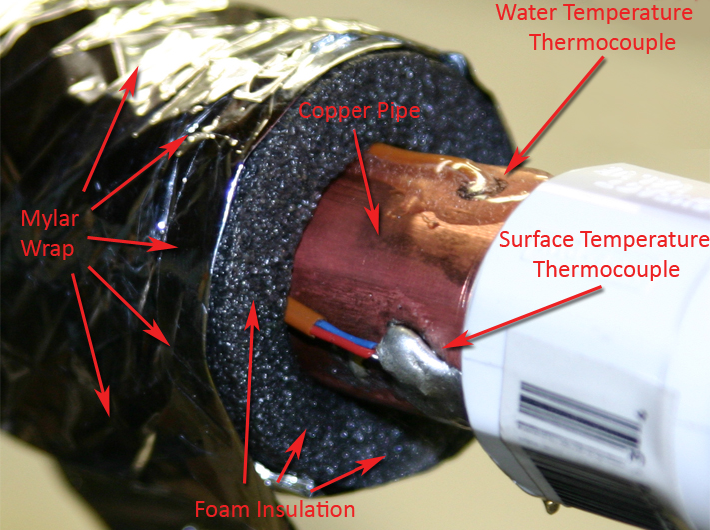 Water Temperature
Thermocouple
Copper Pipe
Mylar
Wrap
Surface Temperature
Thermocouple
Foam Insulation